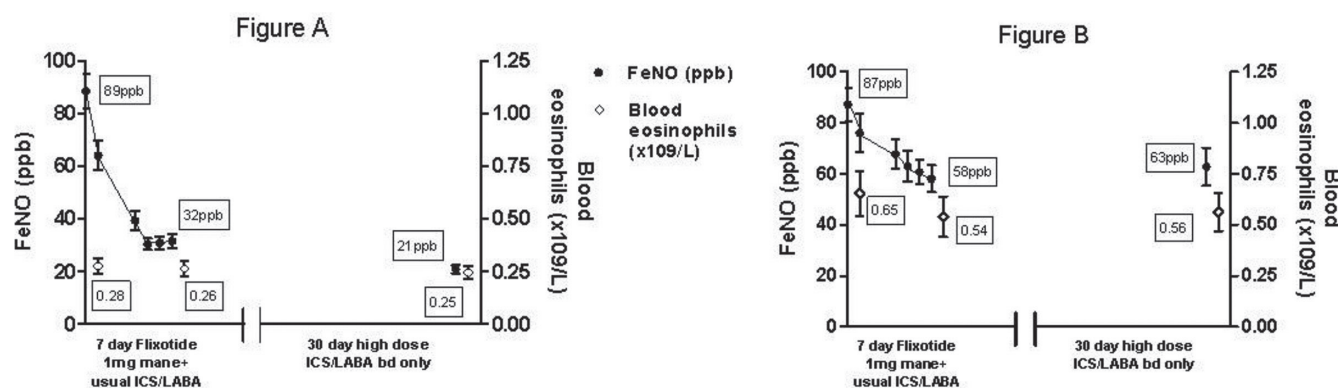 Figure A
100
80
60
40
20
0
FeNO (ppb)
89ppb
32ppb
21ppb
0.28
0.26
0.25
1.25
1.00
0.75
0.50
0.25
0.00
Blood
eosinophils (x109/L)
7 day Flixotide
1mg mane+
usual ICS/LABA
30 day high dose
ICS/LABA bd only
FeNO (ppb)
Blood
eosinophils
(x109/L)
Figure B
100
80
60
40
20
0
FeNO (ppb)
87ppb
58ppb
63ppb
0.65
0.54
0.56
1.25
1.00
0.75
0.50
0.25
0.00
Blood
eosinophils (x109/L)
7 day Flixotide
1mg mane+
usual ICS/LABA
30 day high dose
ICS/LABA bd only